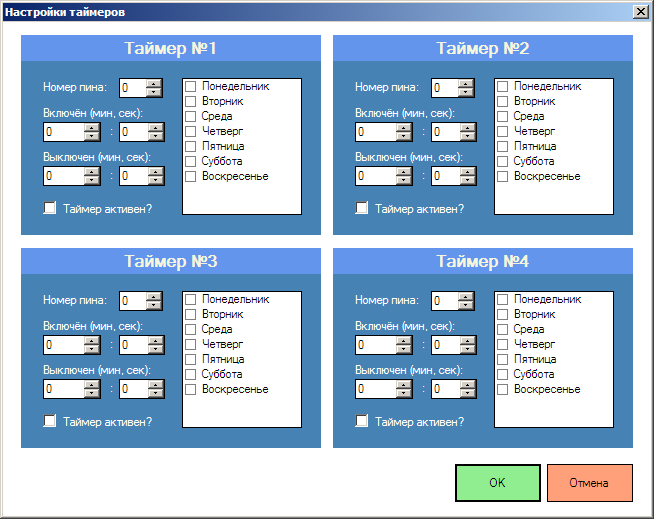 Настройки таймеров
Таймер №1
Номер пина: 0
Включён (мин, сек):
0 : 0
Выключен (мин, сек):
0 : 0
Таймер активен?
Понедельник
Вторник
Среда
Четверг
Пятница
Суббота
Воскресенье
Таймер №2
Номер пина: 0
Включён (мин, сек):
0 : 0
Выключен (мин, сек):
0 : 0
Таймер активен?
Понедельник
Вторник
Среда
Четверг
Пятница
Суббота
Воскресенье
Таймер №3
Номер пина: 0
Включён (мин, сек):
0 : 0
Выключен (мин, сек):
0 : 0
Таймер активен?
Понедельник
Вторник
Среда
Четверг
Пятница
Суббота
Воскресенье
Таймер №4
Номер пина: 0
Включён (мин, сек):
0 : 0
Выключен (мин, сек):
0 : 0
Таймер активен?
Понедельник
Вторник
Среда
Четверг
Пятница
Суббота
Воскресенье
OK
Отмена